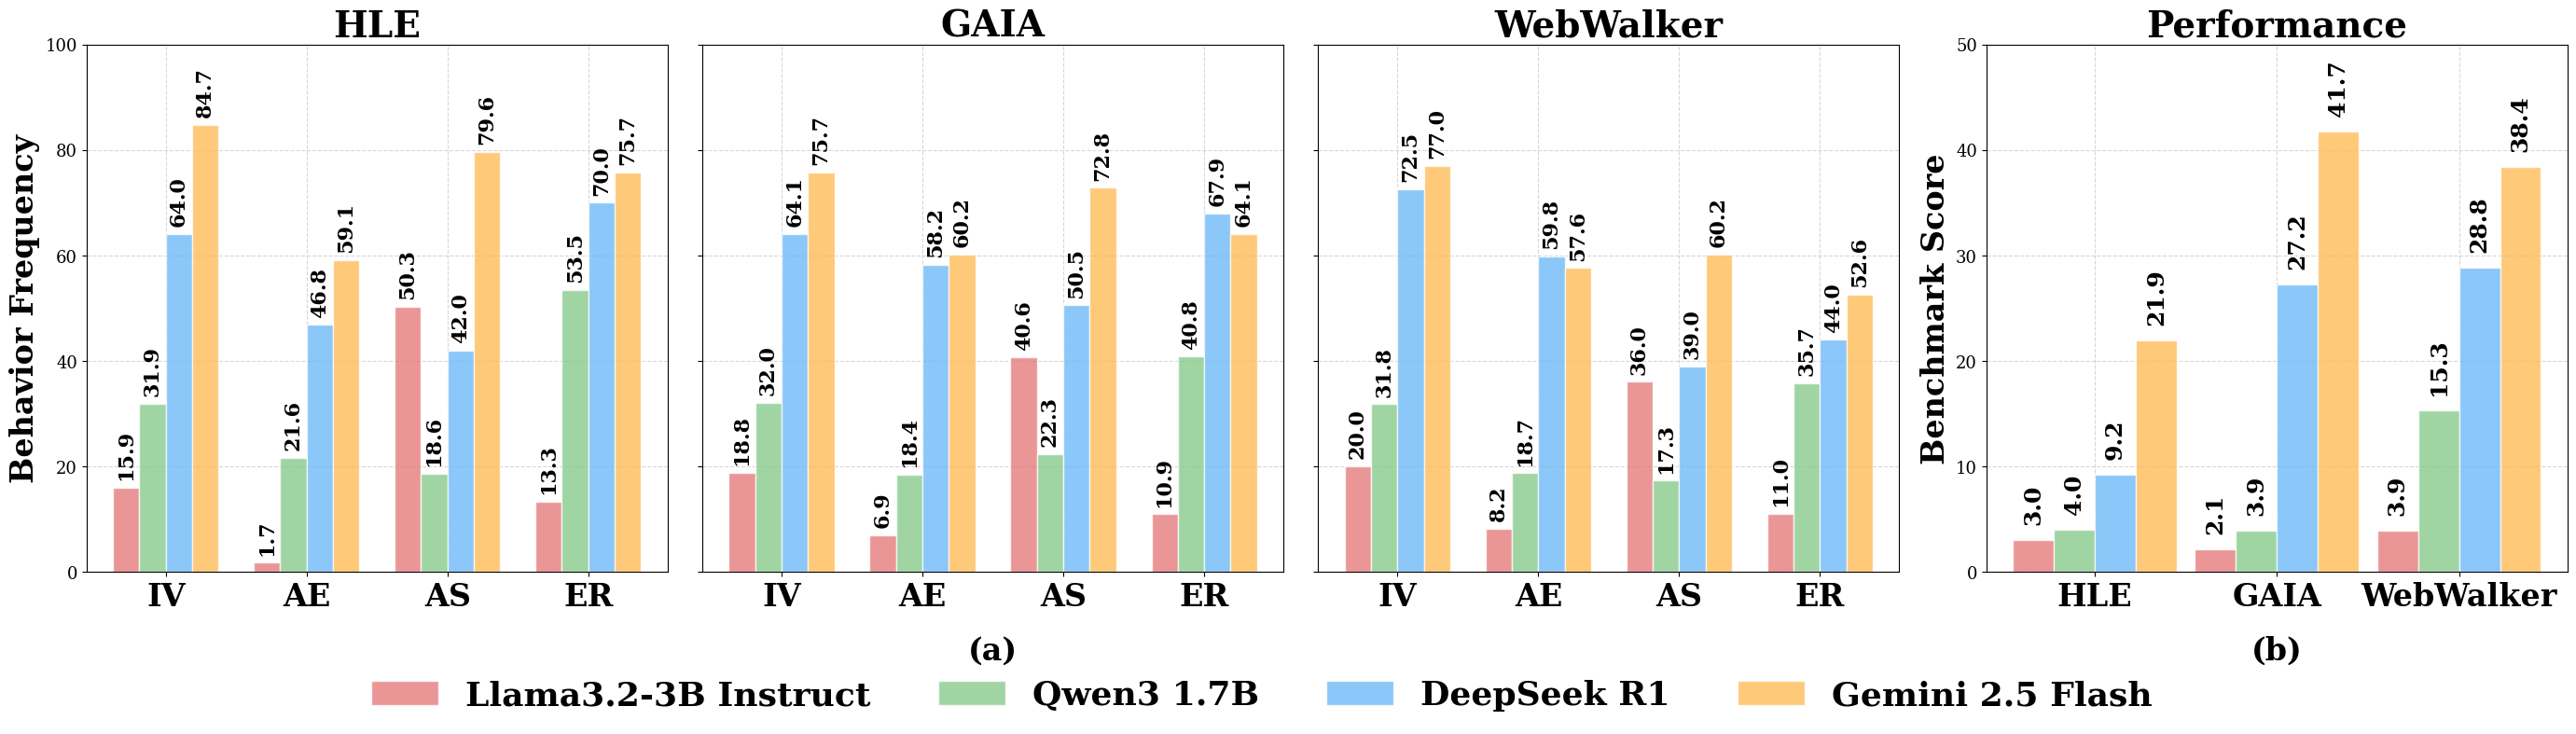 HLE
GAIA
WebWalker
Performance
Behavior Frequency
100
80
60
40
20
0
15.9
31.9
64.0
84.7
1.7
21.6
46.8
59.1
50.3
18.6
42.0
79.6
13.3
53.5
70.0
75.7
IV
AE
AS
ER
18.8
32.0
64.1
75.7
6.9
18.4
58.2
60.2
40.6
22.3
50.5
72.8
10.9
40.8
67.9
64.1
IV
AE
AS
ER
20.0
31.8
72.5
77.0
8.2
18.7
59.8
57.6
36.0
17.3
39.0
60.2
11.0
35.7
44.0
52.6
IV
AE
AS
ER
Benchmark Score
50
40
30
20
10
0
3.0
4.0
9.2
21.9
2.1
3.9
27.2
41.7
3.9
15.3
28.8
38.4
HLE
GAIA
WebWalker
(a)
(b)
Llama3.2-3B Instruct
Qwen3 1.7B
DeepSeek R1
Gemini 2.5 Flash